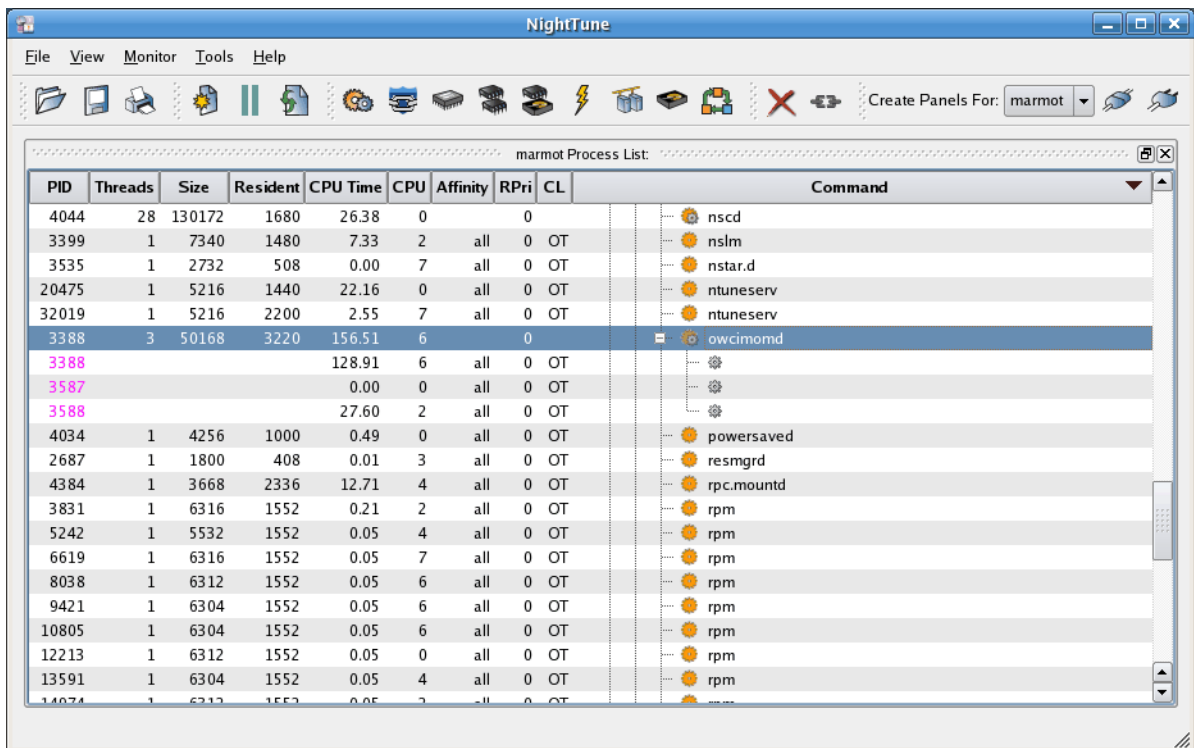 NightTune
File View Monitor Tools Help
Create Panels For: marmot
marmot Process List:
PID Threads Size Resident CPU Time CPU Affinity RPri CL Command
4044 28 130172 1680 26.38 0 0 nscd
3399 1 7340 1480 7.33 2 all 0 OT nslm
3535 1 2732 508 0.00 7 all 0 OT nstar.d
20475 1 5216 1440 22.16 0 all 0 OT ntuneserv
32019 1 5216 2200 2.55 7 all 0 OT ntuneserv
3388 3 50168 3220 156.51 6 0 owcimomd
3388 128.91 6 all 0 OT
3587 0.00 0 all 0 OT
3588 27.60 2 all 0 OT
4034 1 4256 1000 0.49 0 all 0 OT powersaved
2687 1 1800 408 0.01 3 all 0 OT resmgrd
4384 1 3668 2336 12.71 4 all 0 OT rpc.mountd
3831 1 6316 1552 0.21 2 all 0 OT rpm
5242 1 5532 1552 0.05 4 all 0 OT rpm
6619 1 6316 1552 0.05 7 all 0 OT rpm
8038 1 6312 1552 0.05 6 all 0 OT rpm
9421 1 6304 1552 0.05 6 all 0 OT rpm
10805 1 6304 1552 0.05 6 all 0 OT rpm
12213 1 6312 1552 0.05 0 all 0 OT rpm
13591 1 6304 1552 0.05 4 all 0 OT rpm